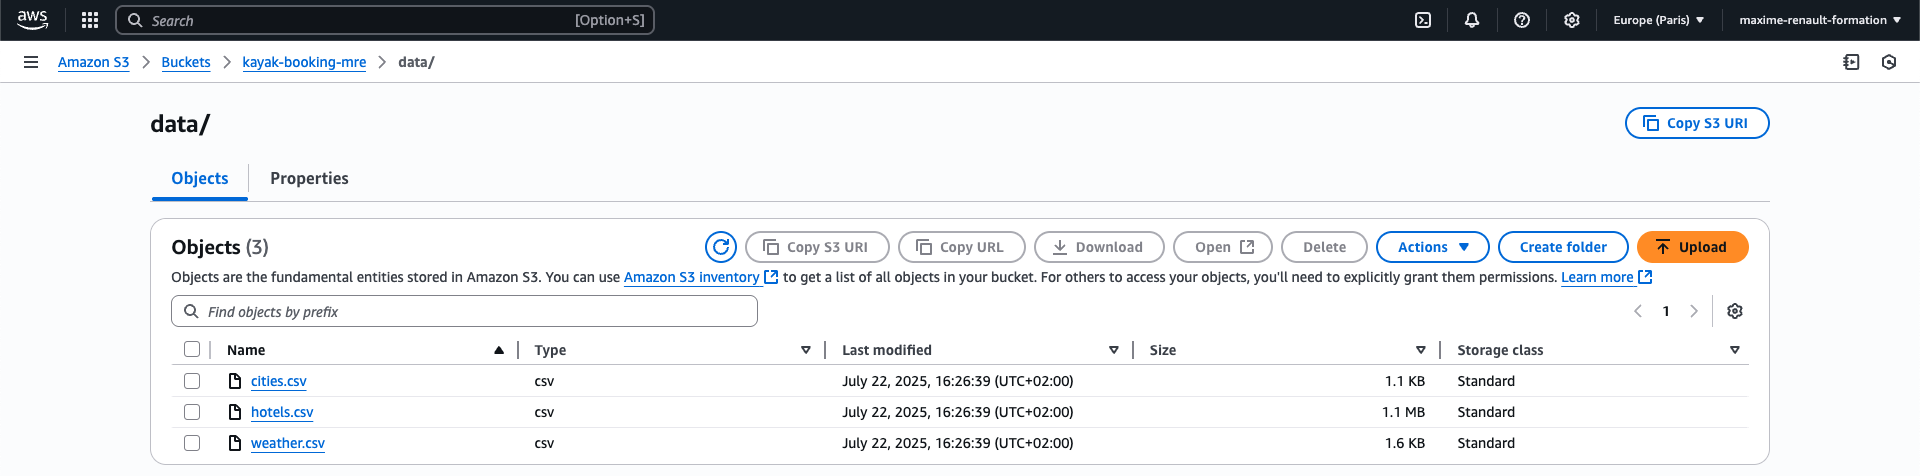 aws Search [Option+S] Europe (Paris) maxime-renault-formation
Amazon S3 Buckets kayak-booking-mre data/
data/ Copy S3 URI
Objects Properties
Objects (3) Copy S3 URI Copy URL Download Open Delete Actions Create folder Upload
Objects are the fundamental entities stored in Amazon S3. You can use Amazon S3 inventory to get a list of all objects in your bucket. For others to access your objects, you'll need to explicitly grant them permissions. Learn more
Find objects by prefix 1
Name Type Last modified Size Storage class
cities.csv csv July 22, 2025, 16:26:39 (UTC+02:00) 1.1 KB Standard
hotels.csv csv July 22, 2025, 16:26:39 (UTC+02:00) 1.1 MB Standard
weather.csv csv July 22, 2025, 16:26:39 (UTC+02:00) 1.6 KB Standard